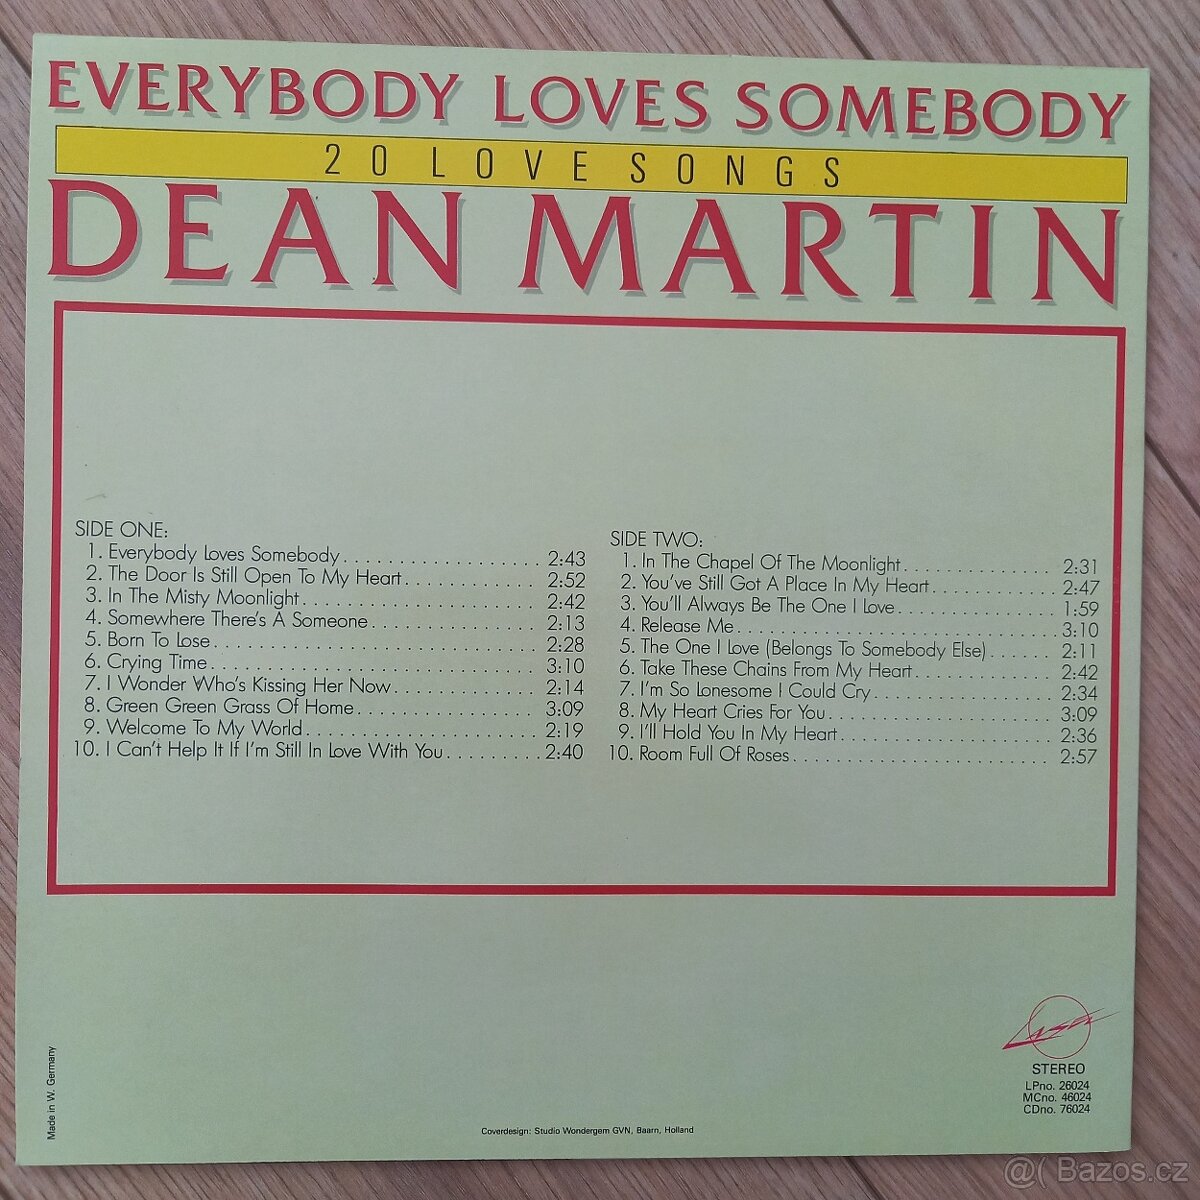 EVERYBODY LOVES SOMEBODY
20 LOVE SONGS
DEAN MARTIN
SIDE ONE:
1. Everybody Loves Somebody . . . . . . . . . . . . . . . . . . . . 2:43
2. The Door Is Still Open To My Heart . . . . . . . . . . . . . 2:52
3. In The Misty Moonlight . . . . . . . . . . . . . . . . . . . . . . . 2:42
4. Somewhere There's A Someone . . . . . . . . . . . . . . . . 2:13
5. Born To Lose . . . . . . . . . . . . . . . . . . . . . . . . . . . . . . 2:28
6. Crying Time . . . . . . . . . . . . . . . . . . . . . . . . . . . . . . 3:10
7. I Wonder Who's Kissing Her Now . . . . . . . . . . . . . . 2:14
8. Green Green Grass Of Home . . . . . . . . . . . . . . . . . 3:09
9. Welcome To My World . . . . . . . . . . . . . . . . . . . . . . 2:19
10. I Can't Help It If I'm Still In Love With You . . . . . . . . . 2:40
SIDE TWO:
1. In The Chapel Of The Moonlight . . . . . . . . . . . . . . . 2:31
2. You've Still Got A Place In My Heart . . . . . . . . . . . . 2:47
3. You'll Always Be The One I Love . . . . . . . . . . . . . . . 1:59
4. Release Me . . . . . . . . . . . . . . . . . . . . . . . . . . . . . . 3:10
5. The One I Love (Belongs To Somebody Else) . . . . . . 2:11
6. Take These Chains From My Heart . . . . . . . . . . . . . 2:42
7. I'm So Lonesome I Could Cry . . . . . . . . . . . . . . . . . 2:34
8. My Heart Cries For You . . . . . . . . . . . . . . . . . . . . . 3:09
9. I'll Hold You In My Heart . . . . . . . . . . . . . . . . . . . . 2:36
10. Room Full Of Roses . . . . . . . . . . . . . . . . . . . . . . . . 2:57
STEREO
LPno. 26024
MCno. 46024
CDno. 76024
Made in W. Germany
Coverdesign: Studio Wondergem GVN, Baarn, Holland
@( Bazos.cz